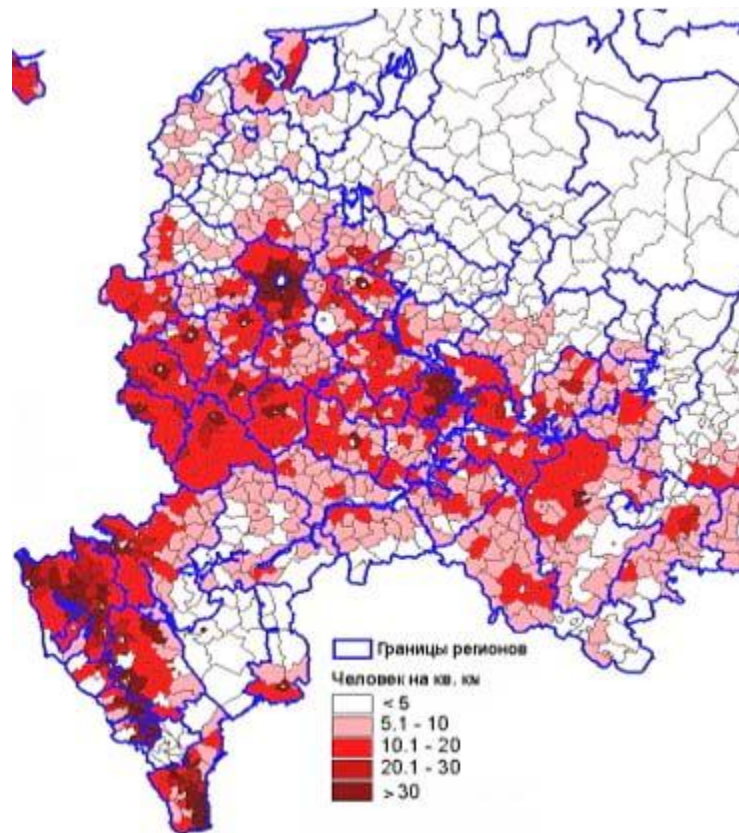 Границы регионов
Человек на кв. км
< 5
5.1 - 10
10.1 - 20
20.1 - 30
> 30